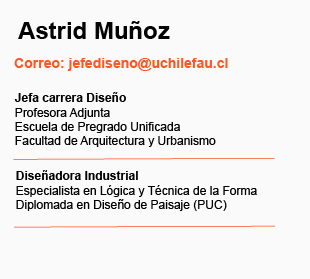 Astrid Muñoz
Correo: jefediseno@uchilefau.cl
Jefa carrera Diseño
Profesora Adjunta
Escuela de Pregrado Unificada
Facultad de Arquitectura y Urbanismo
Diseñadora Industrial
Especialista en Lógica y Técnica de la Forma
Diplomada en Diseño de Paisaje (PUC)